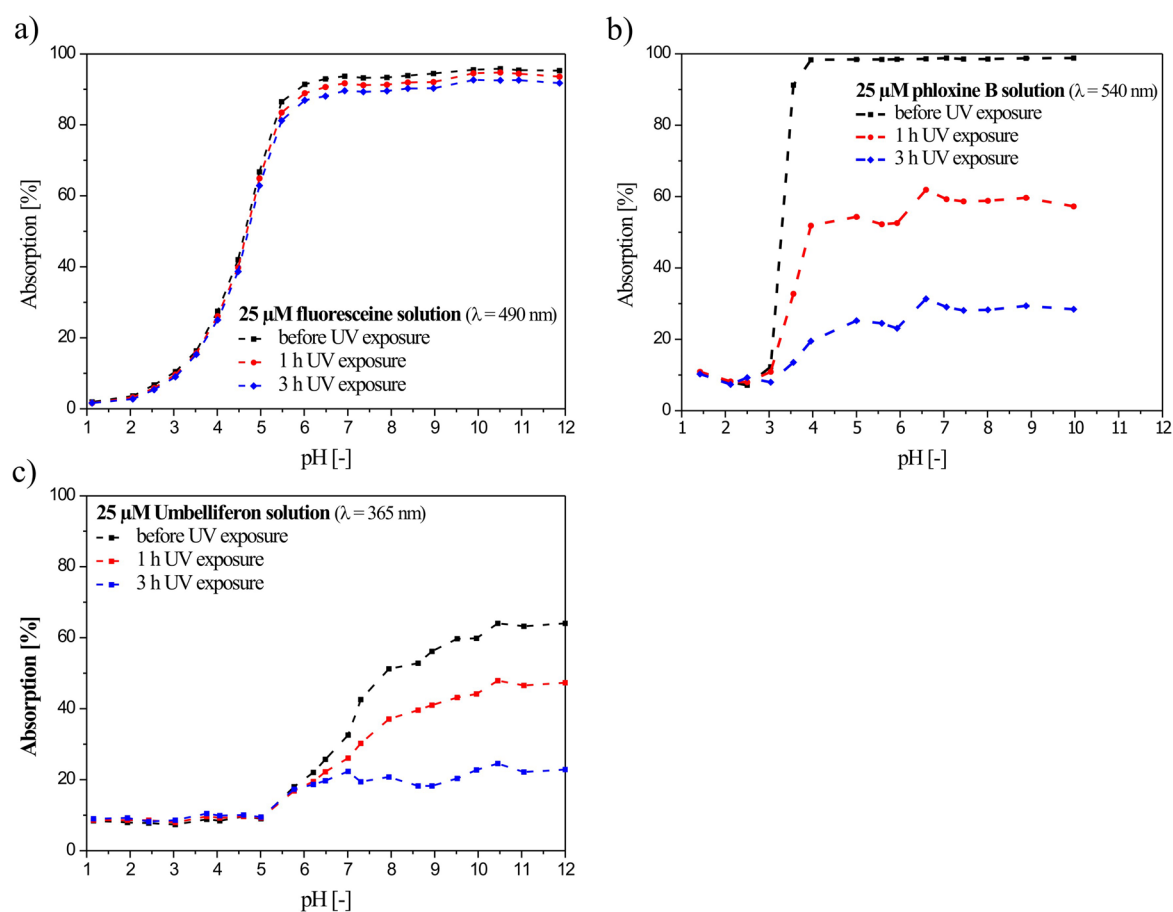 a)
100
80
60
40
20
0
Absorption [%]
25 µM fluoresceine solution (λ = 490 nm)
before UV exposure
1 h UV exposure
3 h UV exposure
1 2 3 4 5 6 7 8 9 10 11 12
pH [-]
b)
100
80
60
40
20
0
Absorption [%]
25 µM phloxine B solution (λ = 540 nm)
before UV exposure
1 h UV exposure
3 h UV exposure
1 2 3 4 5 6 7 8 9 10 11 12
pH [-]
c)
100
80
60
40
20
0
Absorption [%]
25 µM Umbelliferon solution (λ = 365 nm)
before UV exposure
1 h UV exposure
3 h UV exposure
1 2 3 4 5 6 7 8 9 10 11 12
pH [-]